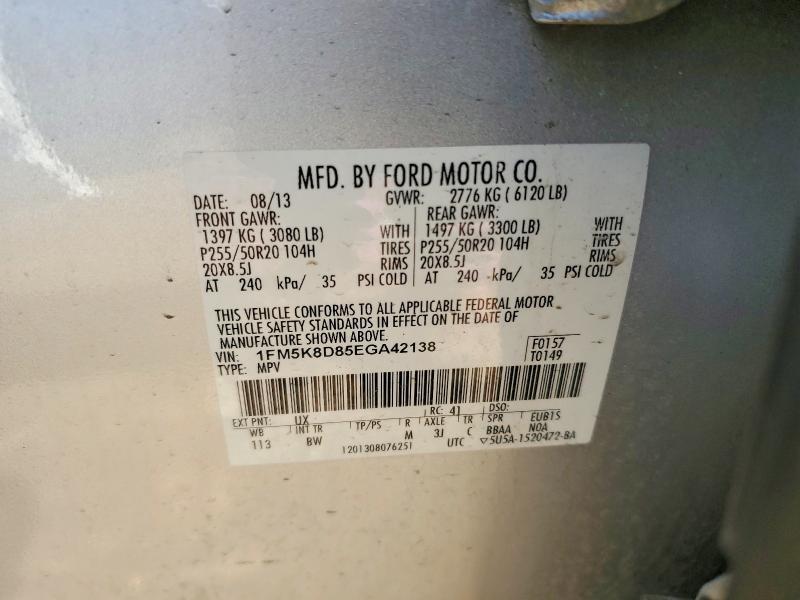 MFD. BY FORD MOTOR CO.
DATE: 08/13 GVWR: 2776 KG ( 6120 LB)
FRONT GAWR: REAR GAWR:
1397 KG ( 3080 LB) WITH 1497 KG ( 3300 LB) WITH
P255/50R20 104H TIRES P255/50R20 104H TIRES
20X8.5J RIMS 20X8.5J RIMS
AT 240 kPa/ 35 PSI COLD AT 240 kPa/ 35 PSI COLD
THIS VEHICLE CONFORMS TO ALL APPLICABLE FEDERAL MOTOR
VEHICLE SAFETY STANDARDS IN EFFECT ON THE DATE OF
MANUFACTURE SHOWN ABOVE.
VIN: 1FM5K8D85EGA42138 F0157
TYPE: MPV T0149
EXT PNT: UX RC: 41 DSO:
WB INT TR TP/PS R AXLE TR SPR EUB1S
113 BW M 3J C BBAA NOA
1201308076251 UTC ▽5U5A-1520472-BA